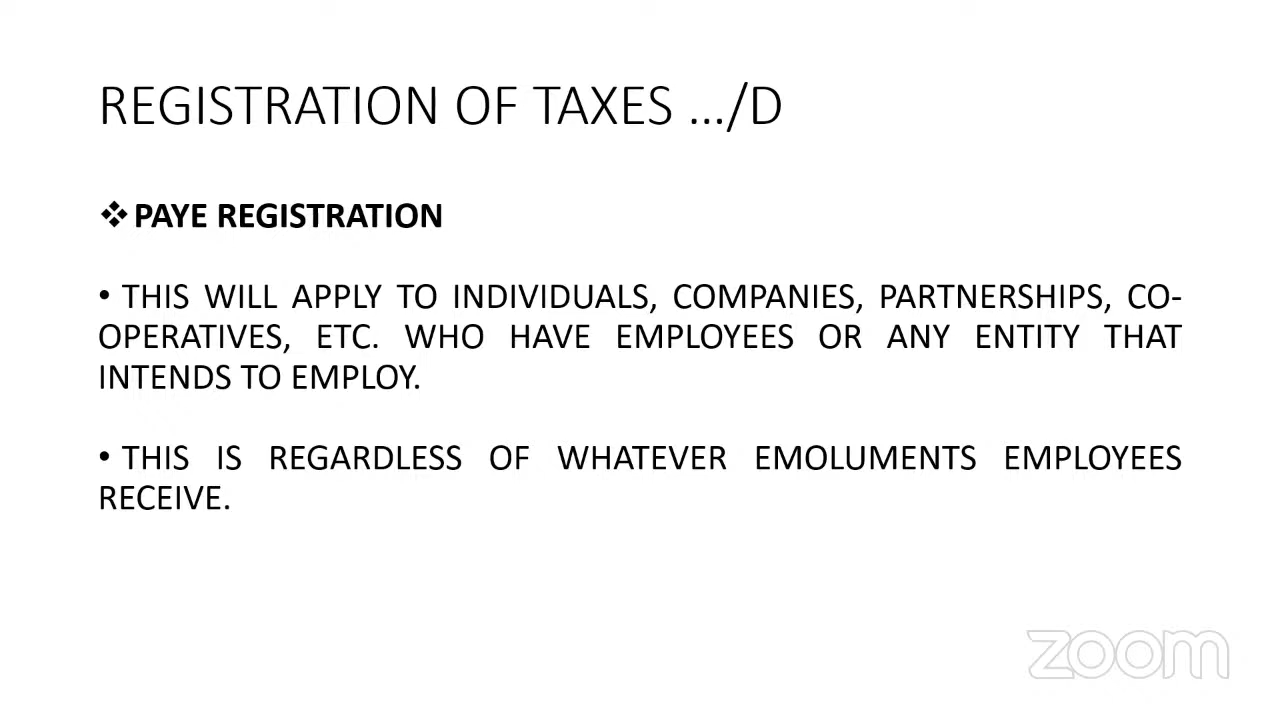 REGISTRATION OF TAXES .../D
❖ PAYE REGISTRATION
• THIS WILL APPLY TO INDIVIDUALS, COMPANIES, PARTNERSHIPS, CO-
OPERATIVES, ETC. WHO HAVE EMPLOYEES OR ANY ENTITY THAT
INTENDS TO EMPLOY.
• THIS IS REGARDLESS OF WHATEVER EMOLUMENTS EMPLOYEES
RECEIVE.
zoom